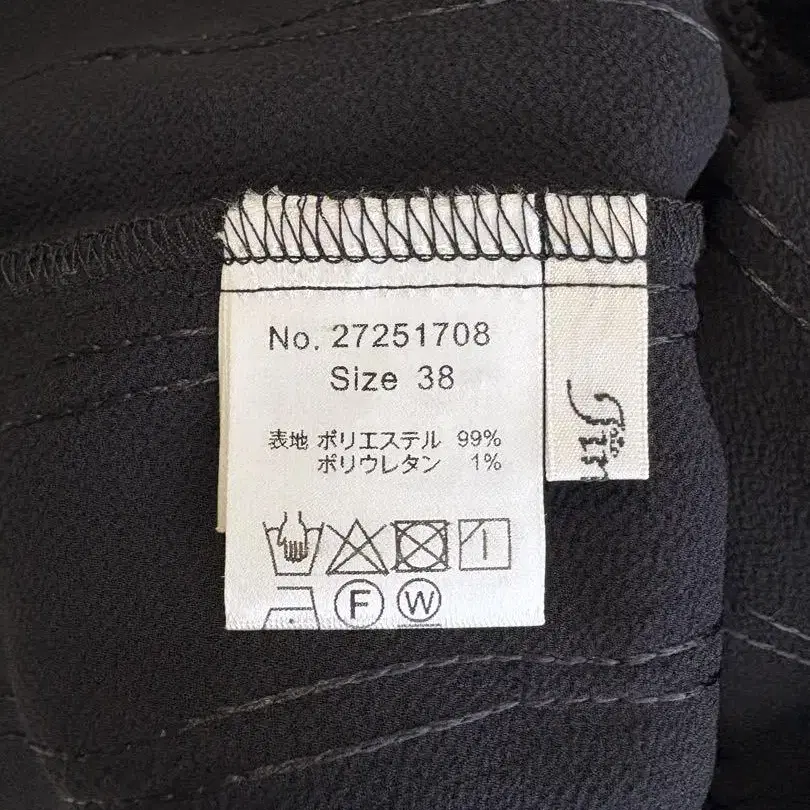 No. 27251708
Size 38
表地 ポリエステル 99%
ポリウレタン 1%
F W